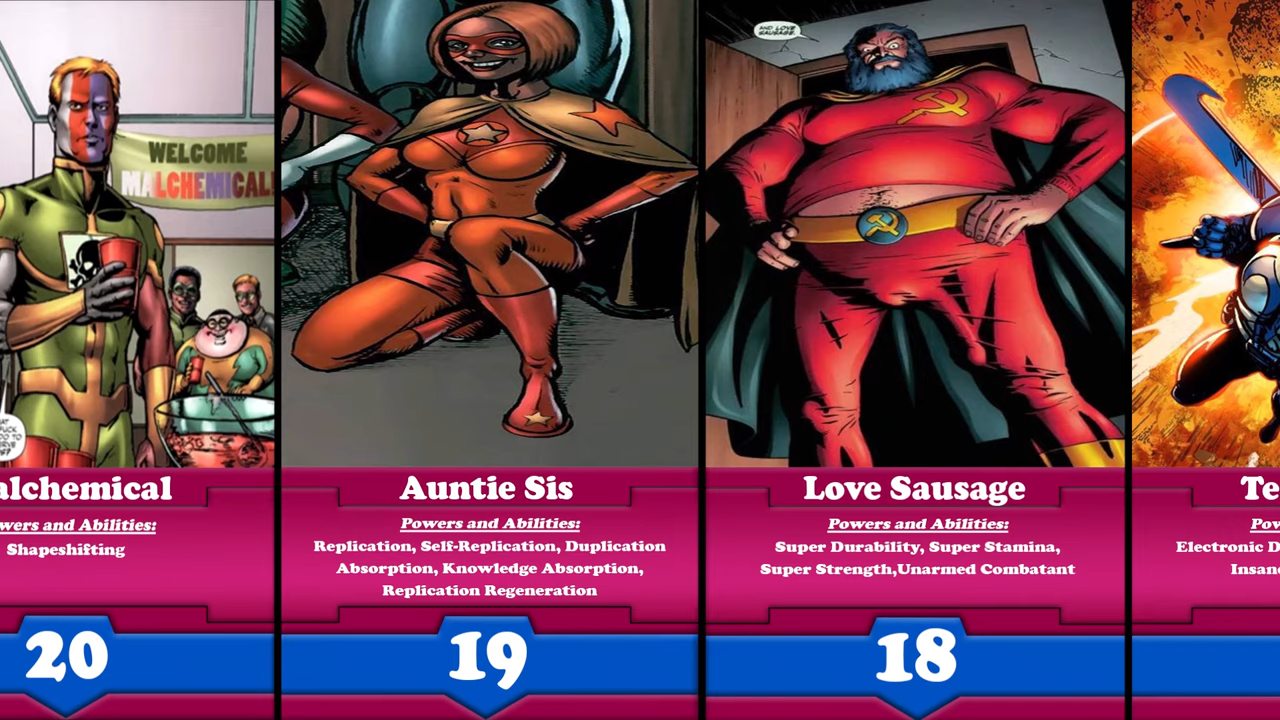 AND LOVE
SAUSAGE.
WELCOME
MALCHEMICAL!
alchemical
wers and Abilities:
Shapeshifting
20
Auntie Sis
Powers and Abilities:
Replication, Self-Replication, Duplication
Absorption, Knowledge Absorption,
Replication Regeneration
19
Love Sausage
Powers and Abilities:
Super Durability, Super Stamina,
Super Strength,Unarmed Combatant
18
Te
Pow
Electronic D
Insan